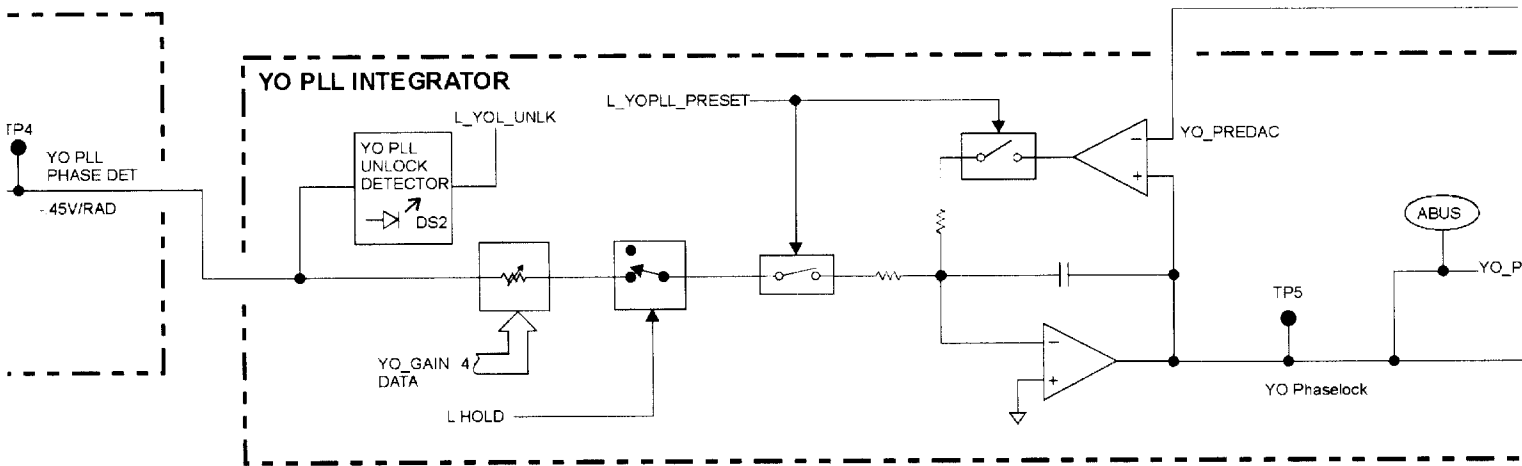 YO PLL INTEGRATOR
L_YOPLL_PRESET
L_YOL_UNLK
TP4
YO PLL
PHASE DET
- 45V/RAD
YO PLL
UNLOCK
DETECTOR
DS2
YO_PREDAC
-
+
ABUS
YO_P
TP5
YO_GAIN 4
DATA
-
+
L HOLD
YO Phaselock